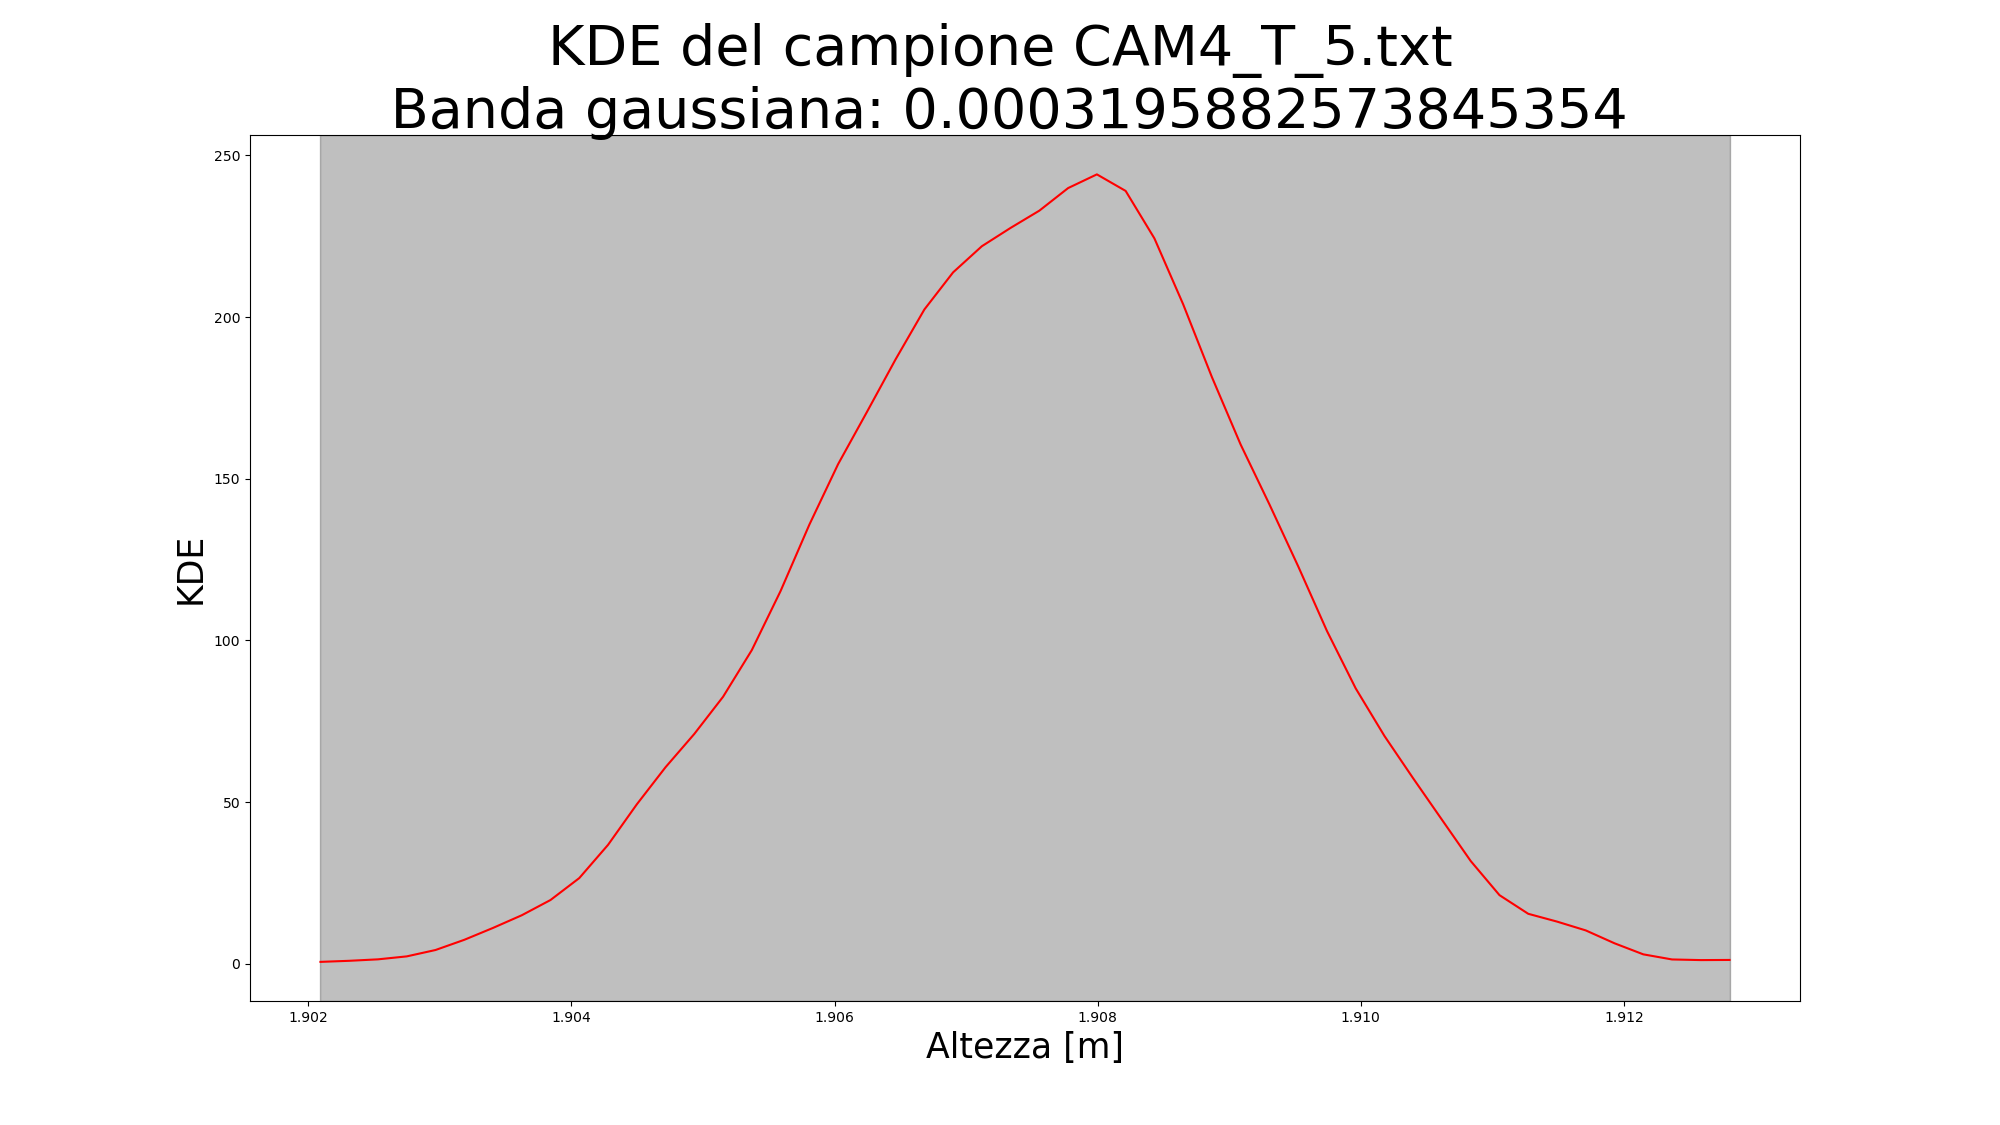 KDE del campione CAM4_T_5.txt
Banda gaussiana: 0.0003195882573845354
250
200
150
100
50
0
KDE
1.902 1.904 1.906 1.908 1.910 1.912
Altezza [m]